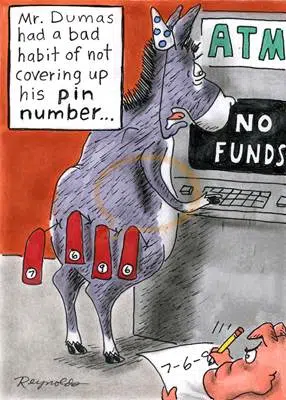 Mr. Dumas
had a bad
habit of not
covering up
his pin
number...
ATM
NO
FUNDS
7 6 9 6
7-6-9
Reynolds